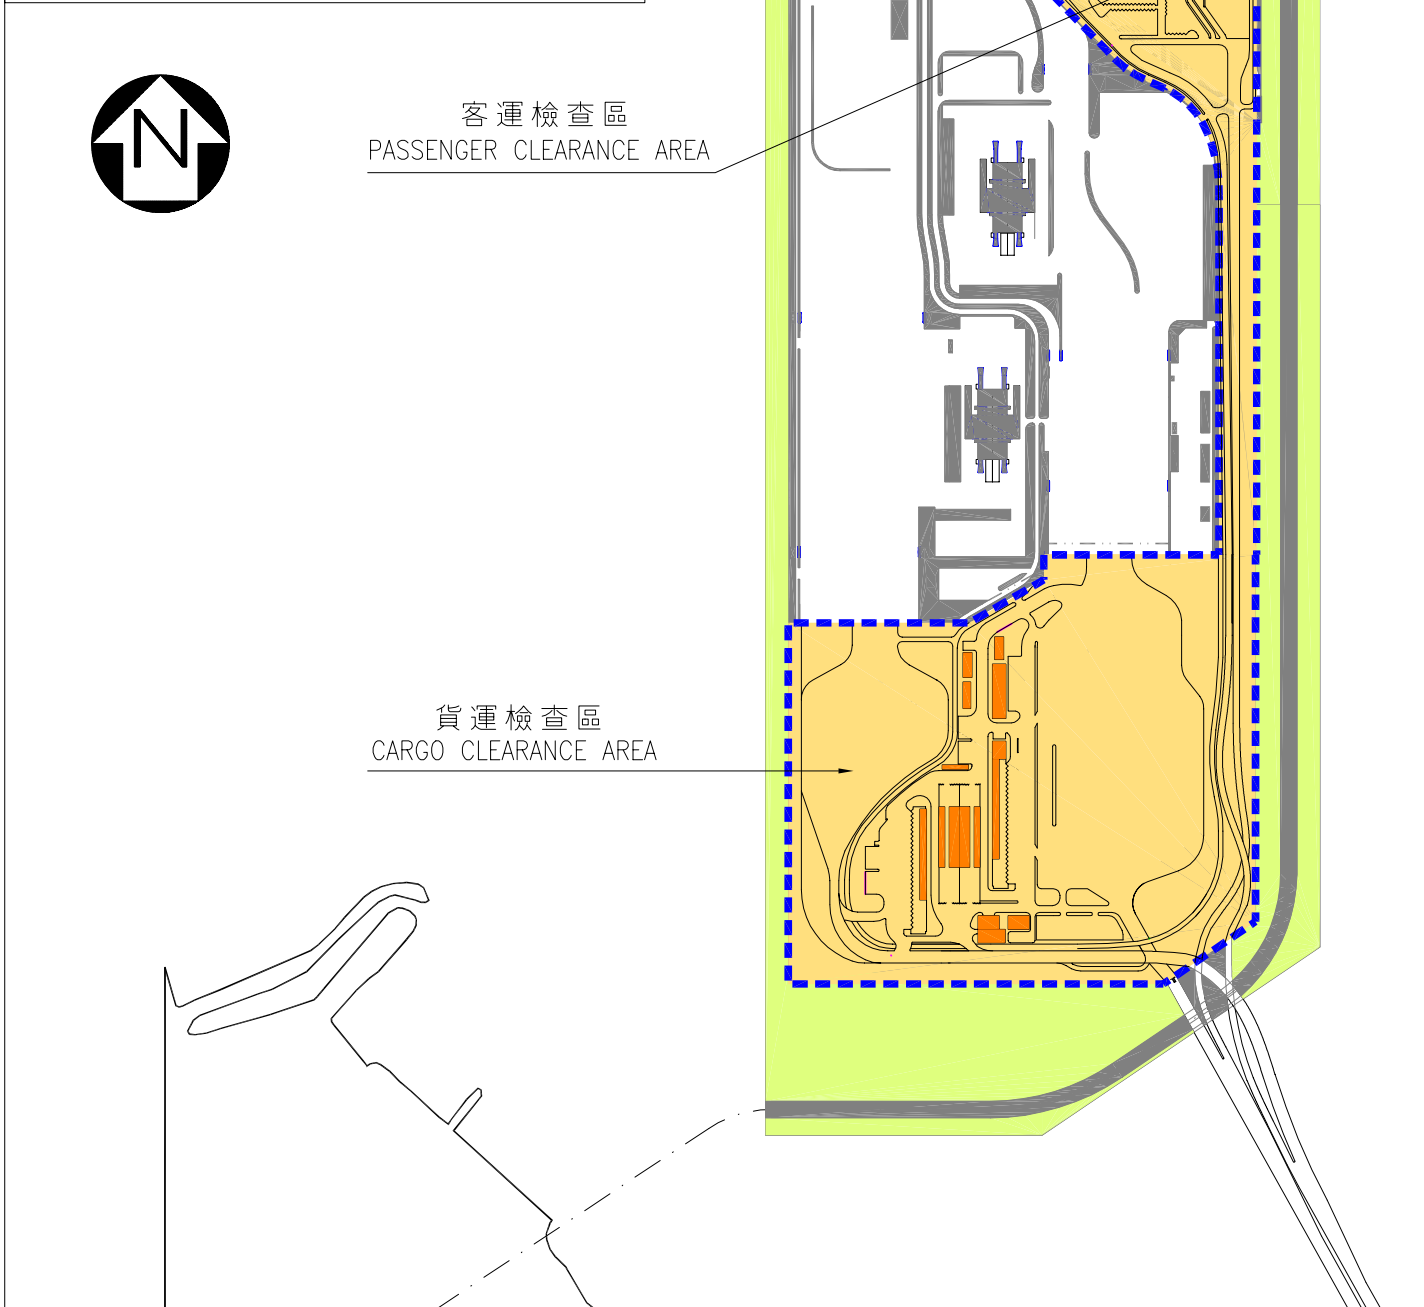 N
客運檢查區
PASSENGER CLEARANCE AREA
貨運檢查區
CARGO CLEARANCE AREA